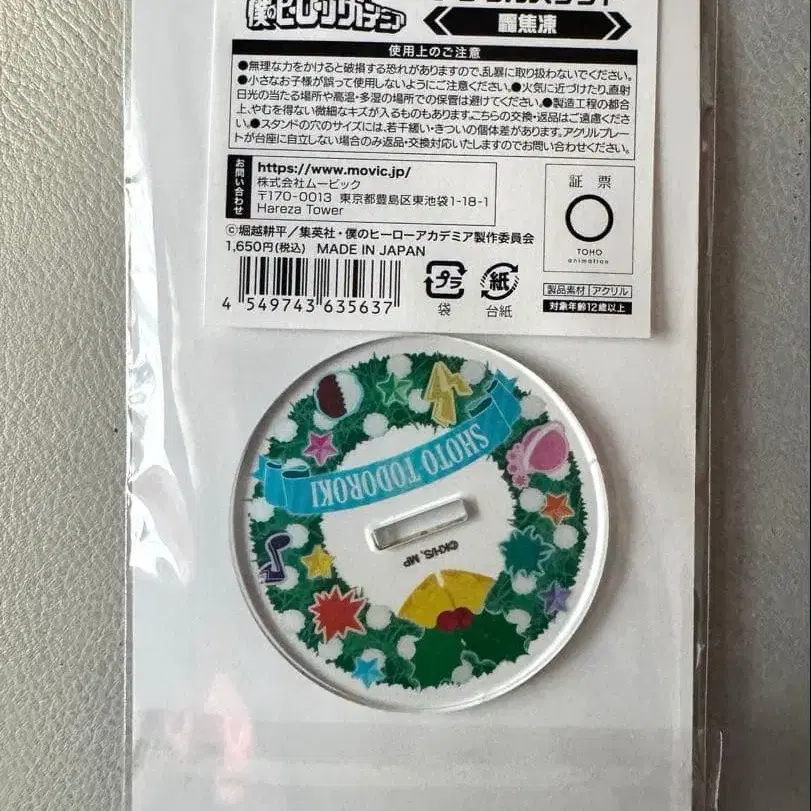 僕のヒーローアカデミア
轟焦凍
使用上のご注意
●無理な力をかけると破損する恐れがありますので、乱暴に取り扱わないでください。
●小さなお子様が誤って使用しないようにご注意ください。●火気に近づけたり、直射
日光の当たる場所や高温・多湿の場所での保管は避けてください。●製造工程の都合
上、やむを得ない微細なキズが入るものもあります。こちらの交換・返品はご遠慮くださ
い。●スタンドの穴のサイズには、若干緩い・きついの個体差があります。アクリルプレー
トが台座に自立しない場合のみ返品・交換対応いたしますのでお問い合わせください。
お問い合わせ
https://www.movic.jp/
株式会社ムービック
〒170-0013 東京都豊島区東池袋1-18-1
Hareza Tower
©堀越耕平／集英社・僕のヒーローアカデミア製作委員会
1,650円(税込) MADE IN JAPAN
4 549743 635637
プラ
袋
紙
台紙
証票
TOHO
animation
製品素材 アクリル
対象年齢12歳以上
SHOTO TODOROKI
©KH/S, MP